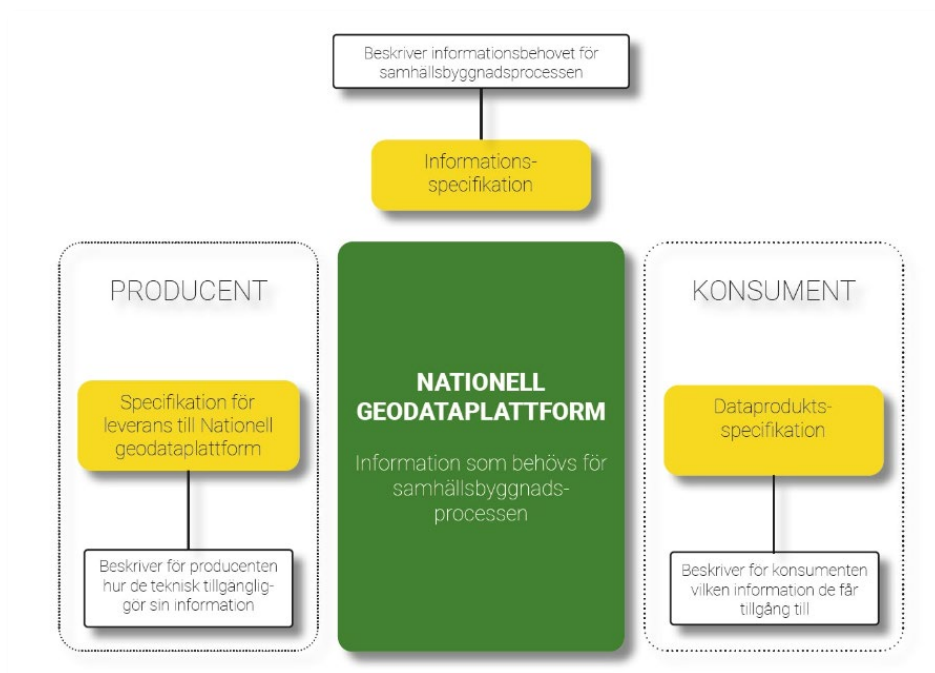 Beskriver informationsbehovet för
samhällsbyggnadsprocessen
Informations-
specifikation
PRODUCENT
Specifikation för
leverans till Nationell
geodataplattform
Beskriver för producenten
hur de teknisk tillgänglig-
gör sin information
NATIONELL
GEODATAPLATTFORM
Information som behövs för
samhällsbyggnads-
processen
KONSUMENT
Dataprodukts-
specifikation
Beskriver för konsumenten
vilken information de får
tillgång till